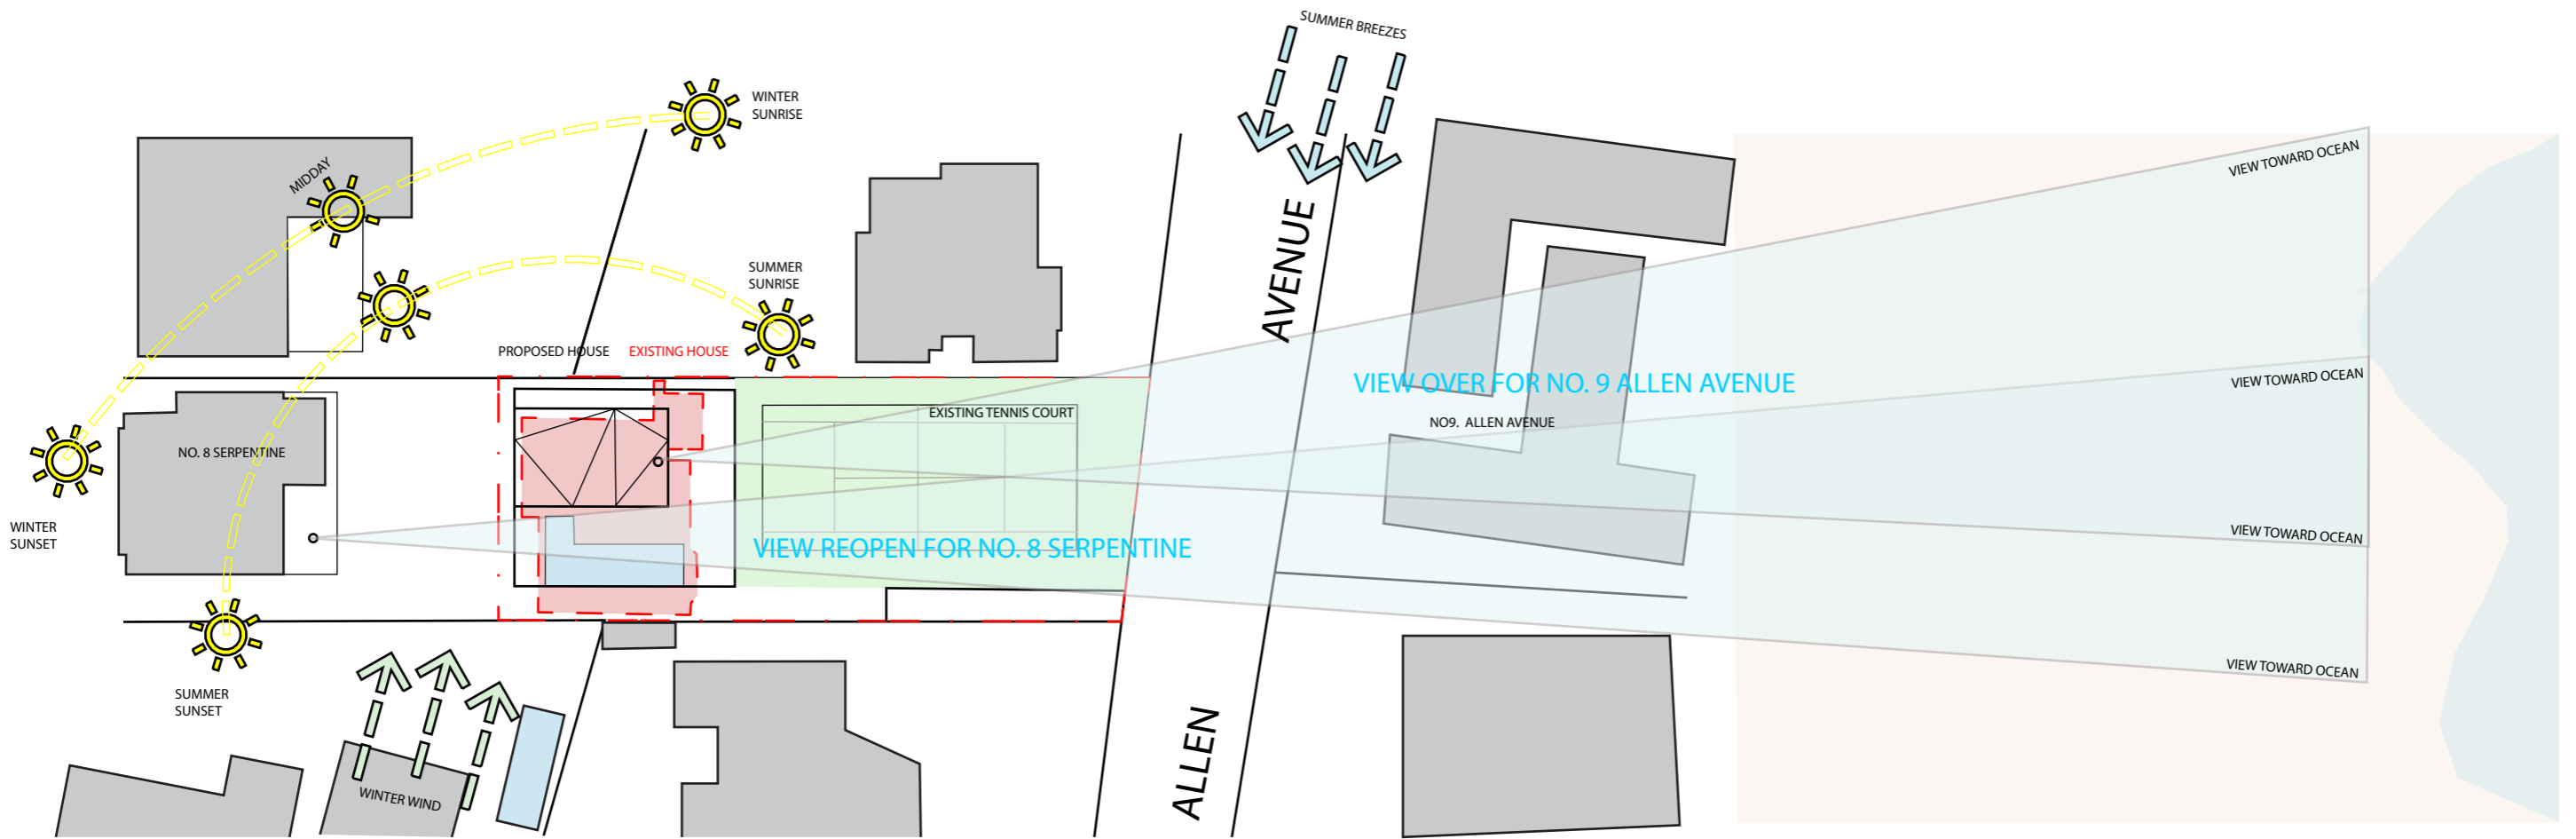 SUMMER BREEZES
WINTER
SUNRISE
MIDDAY
SUMMER
SUNRISE
AVENUE
VIEW TOWARD OCEAN
PROPOSED HOUSE
EXISTING HOUSE
VIEW OVER FOR NO. 9 ALLEN AVENUE
VIEW TOWARD OCEAN
EXISTING TENNIS COURT
NO9. ALLEN AVENUE
NO. 8 SERPENTINE
WINTER
SUNSET
VIEW REOPEN FOR NO. 8 SERPENTINE
VIEW TOWARD OCEAN
VIEW TOWARD OCEAN
SUMMER
SUNSET
ALLEN
WINTER WIND